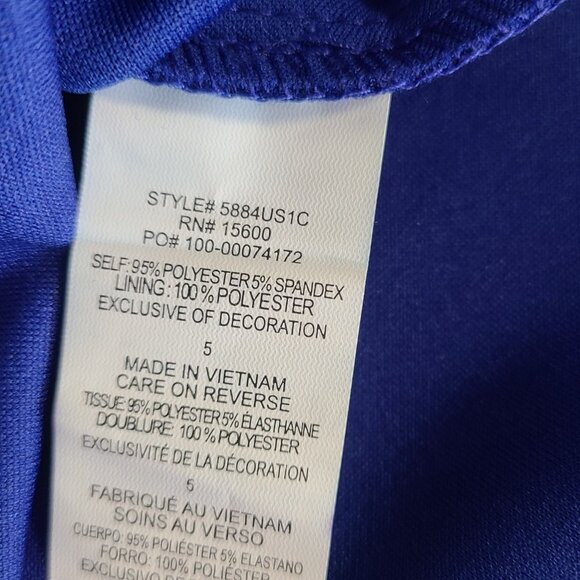 STYLE# 5884US1C
RN# 15600
PO# 100-00074172
SELF: 95% POLYESTER 5% SPANDEX
LINING: 100% POLYESTER
EXCLUSIVE OF DECORATION
5
MADE IN VIETNAM
CARE ON REVERSE
TISSUE: 95% POLYESTER 5% ÉLASTHANNE
DOUBLURE: 100% POLYESTER
EXCLUSIVITÉ DE LA DÉCORATION
5
FABRIQUÉ AU VIETNAM
SOINS AU VERSO
CUERPO: 95% POLIÉSTER 5% ELASTANO
FORRO: 100% POLIÉSTER
EXCLUSIVO DE